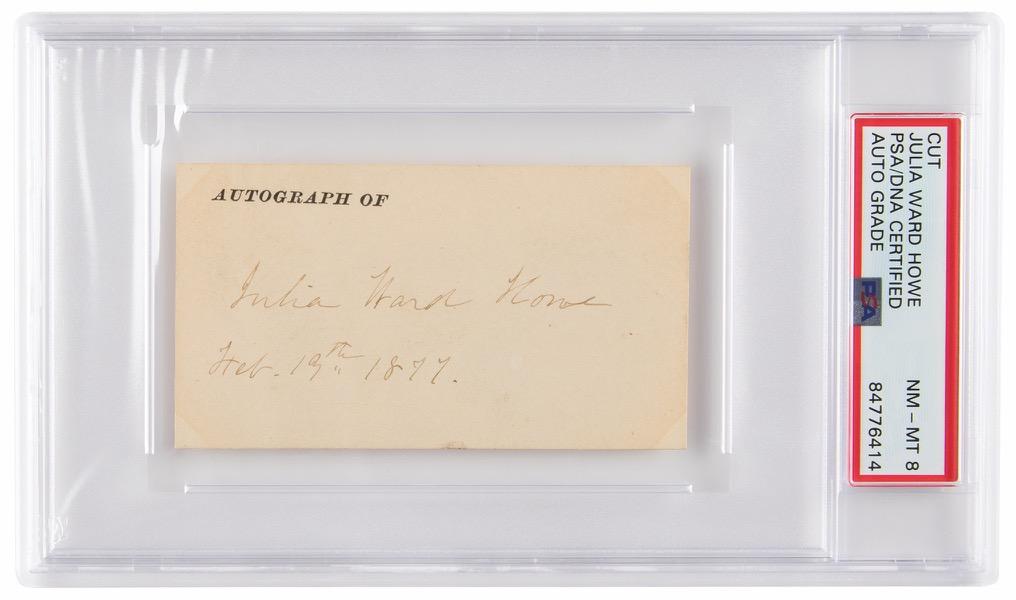 AUTOGRAPH OF
Julia Ward Howe
Feb. 19th 1877.
CUT
JULIA WARD HOWE
PSA/DNA CERTIFIED
AUTO GRADE
NM – MT 8
84776414
PSA